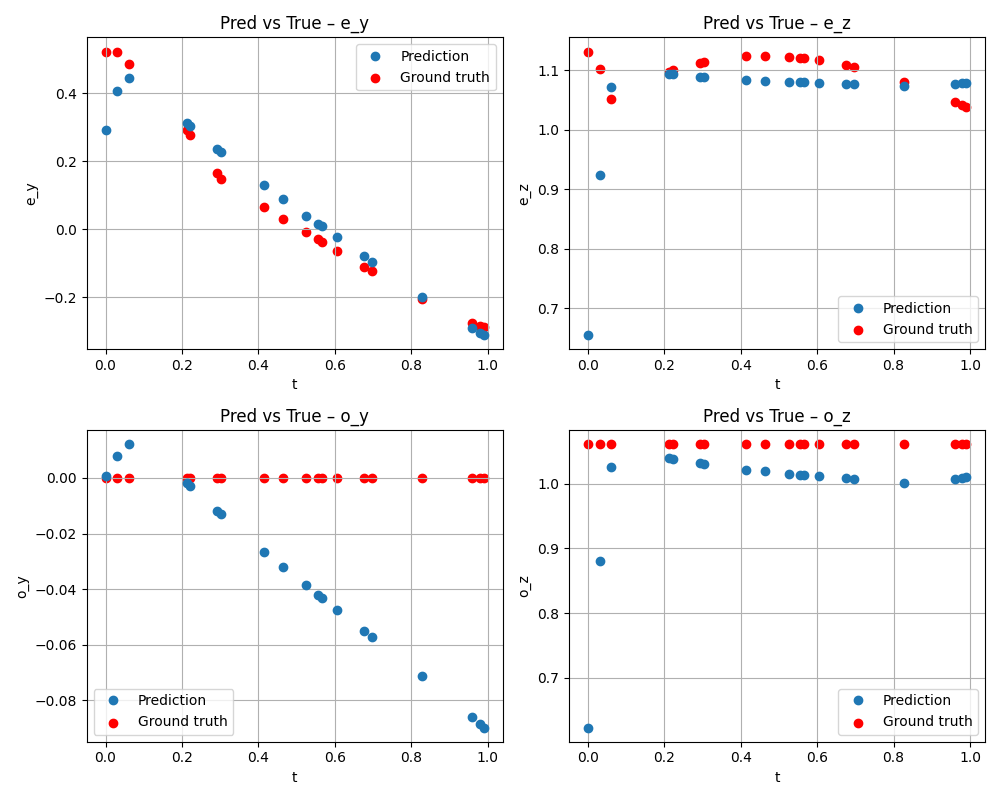 Pred vs True – e_y
0.4
0.2
0.0
−0.2
e_y
0.0 0.2 0.4 0.6 0.8 1.0
t
Prediction
Ground truth
Pred vs True – e_z
1.1
1.0
0.9
0.8
0.7
e_z
0.0 0.2 0.4 0.6 0.8 1.0
t
Prediction
Ground truth
Pred vs True – o_y
0.00
−0.02
−0.04
−0.06
−0.08
o_y
0.0 0.2 0.4 0.6 0.8 1.0
t
Prediction
Ground truth
Pred vs True – o_z
1.0
0.9
0.8
0.7
o_z
0.0 0.2 0.4 0.6 0.8 1.0
t
Prediction
Ground truth